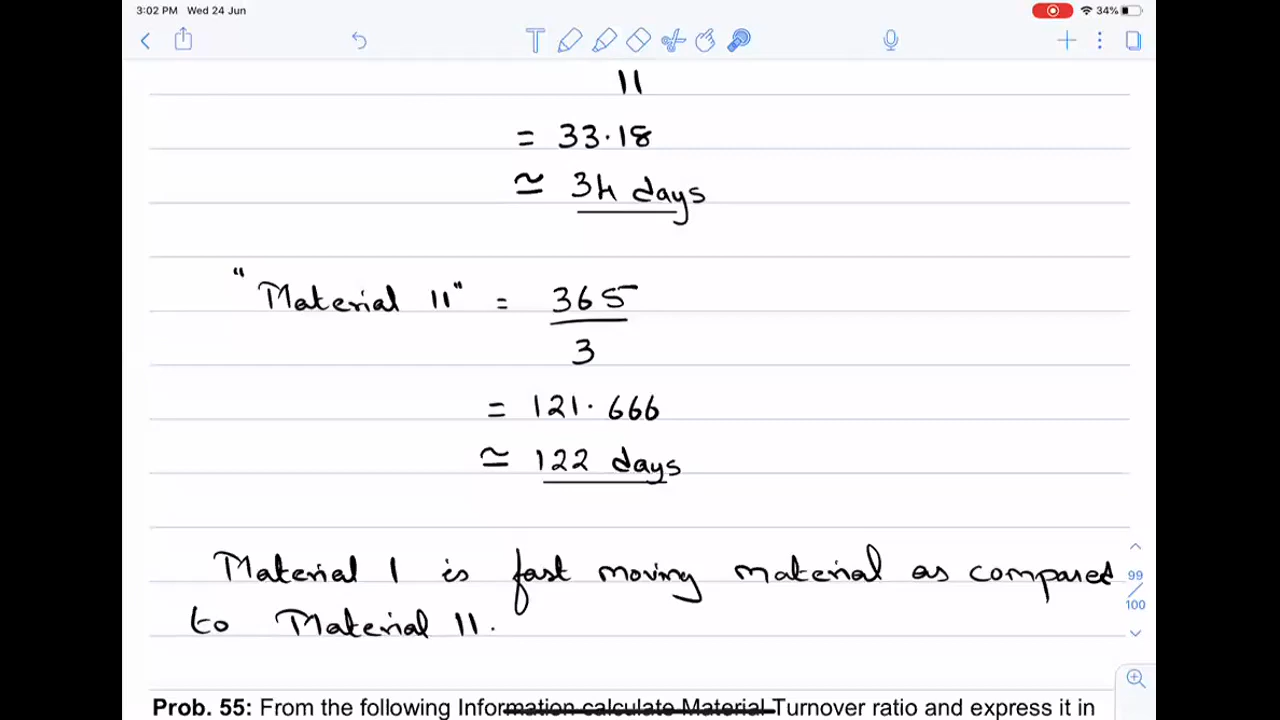 3:02 PM Wed 24 Jun
34%
11
= 33.18
≅ 34 days
"Material 11" = 365
3
= 121.666
≅ 122 days
Material 1 is fast moving material as compared
to Material 11.
99
/
100
Prob. 55: From the following Information calculate Material Turnover ratio and express it in